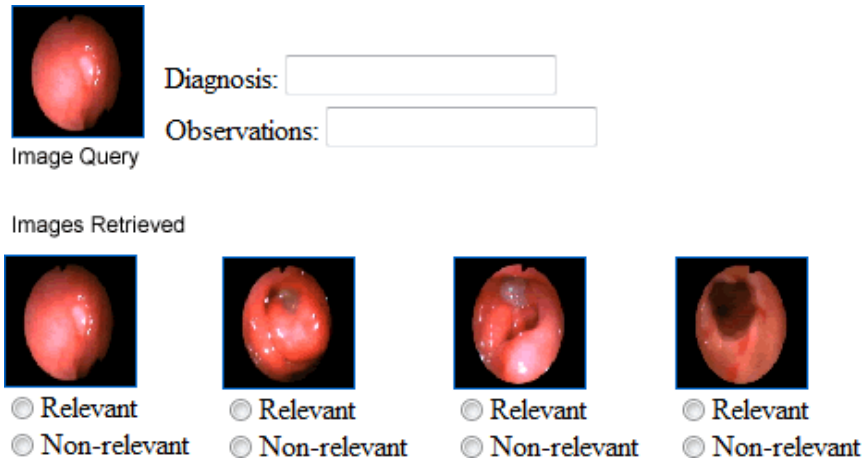 Diagnosis:
Observations:
Image Query
Images Retrieved
Relevant Relevant Relevant Relevant
Non-relevant Non-relevant Non-relevant Non-relevant